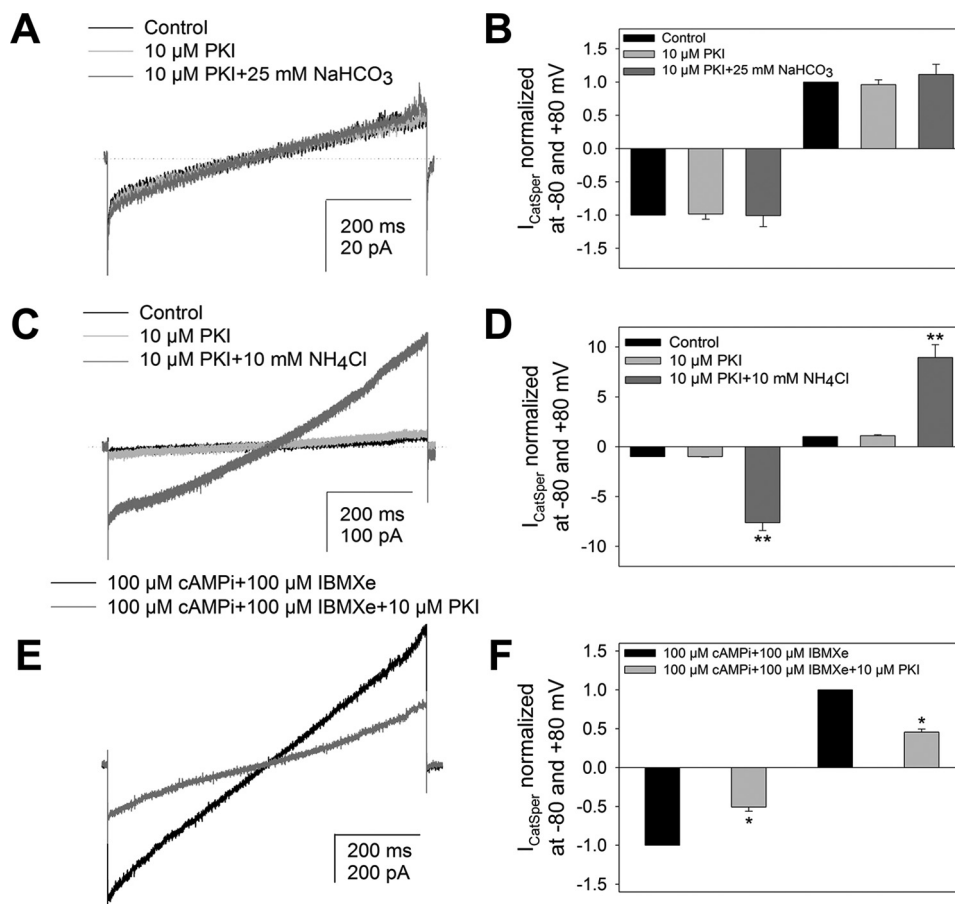 A
Control
10 µM PKI
10 µM PKI+25 mM NaHCO3
200 ms
20 pA
B
Control
10 µM PKI
10 µM PKI+25 mM NaHCO3
ICatSper normalized
at -80 and +80 mV
1.5
1.0
0.5
0.0
-0.5
-1.0
-1.5
C
Control
10 µM PKI
10 µM PKI+10 mM NH4Cl
200 ms
100 pA
D
Control
10 µM PKI
10 µM PKI+10 mM NH4Cl
ICatSper normalized
at -80 and +80 mV
10
5
0
-5
-10
**
**
E
100 µM cAMPi+100 µM IBMXe
100 µM cAMPi+100 µM IBMXe+10 µM PKI
200 ms
200 pA
F
100 µM cAMPi+100 µM IBMXe
100 µM cAMPi+100 µM IBMXe+10 µM PKI
ICatSper normalized
at -80 and +80 mV
1.0
0.5
0.0
-0.5
-1.0
-1.5
*
*